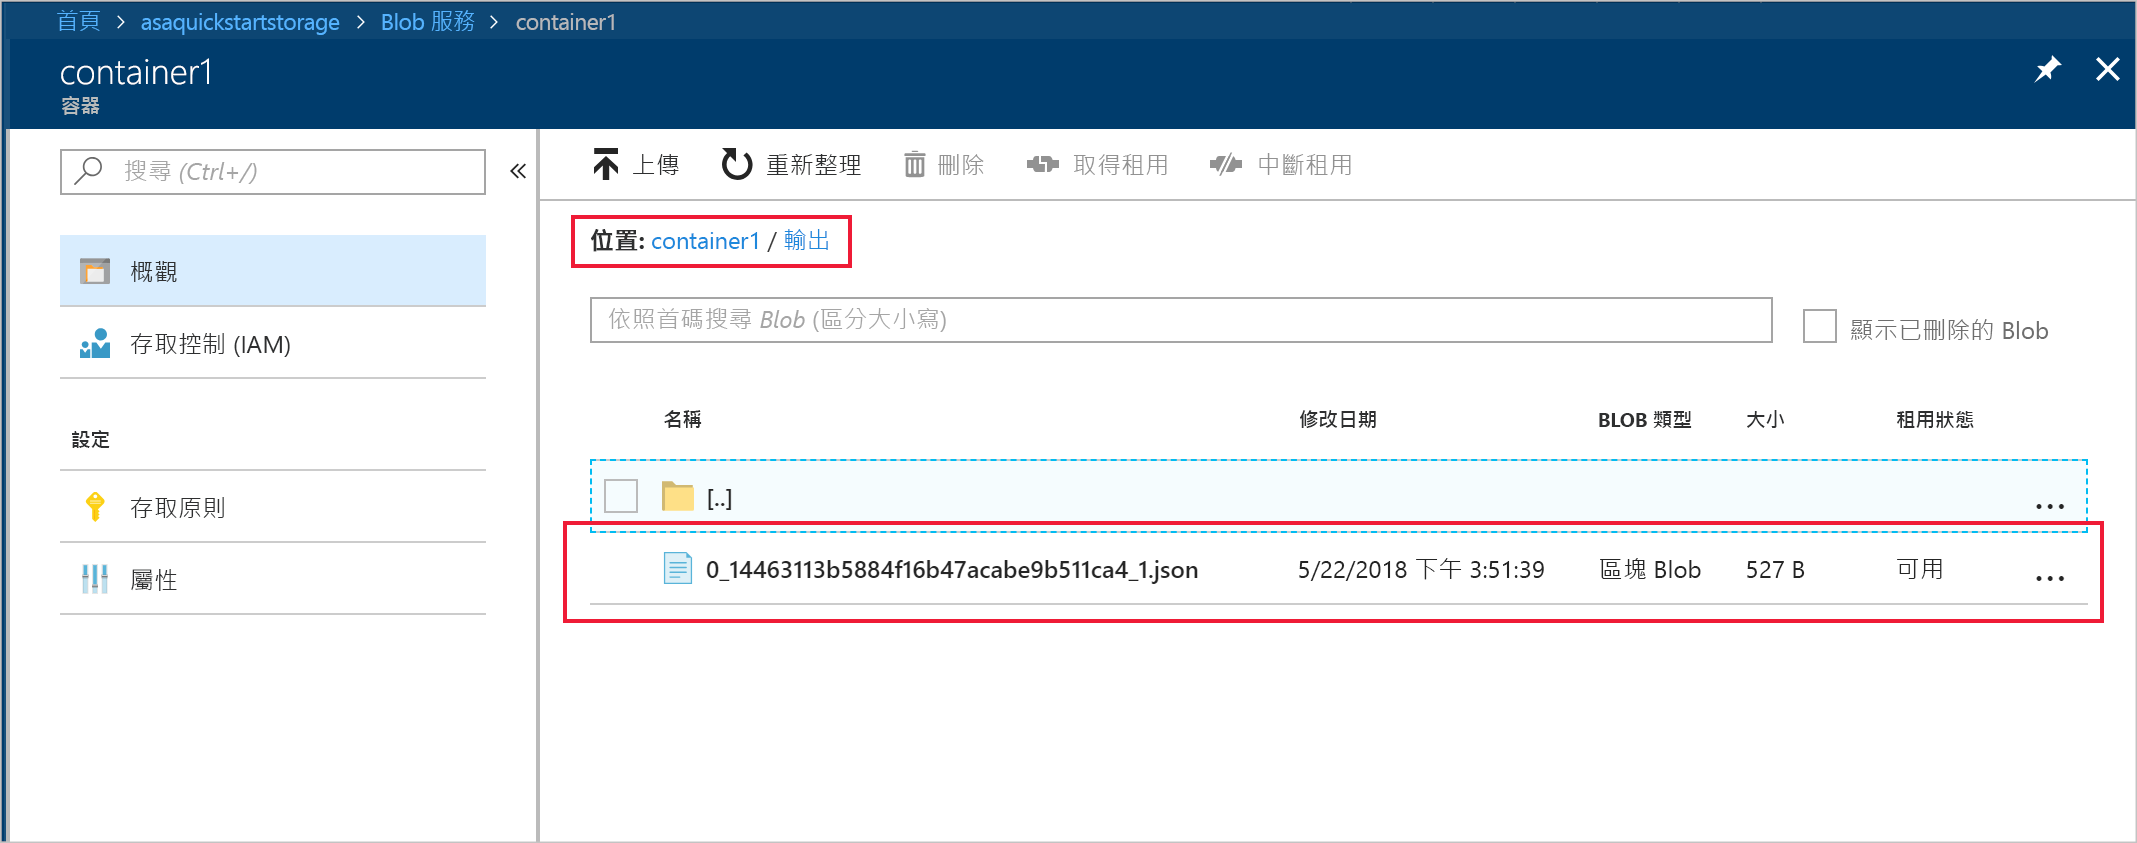 首頁 > asaquickstartstorage > Blob 服務 > container1
container1
容器
搜尋 (Ctrl+/)
概觀
存取控制 (IAM)
設定
存取原則
屬性
上傳 重新整理 刪除 取得租用 中斷租用
位置: container1 / 輸出
依照首碼搜尋 Blob (區分大小寫)
顯示已刪除的 Blob
名稱 修改日期 BLOB 類型 大小 租用狀態
[..] ...
0_14463113b5884f16b47acabe9b511ca4_1.json 5/22/2018 下午 3:51:39 區塊 Blob 527 B 可用 ...